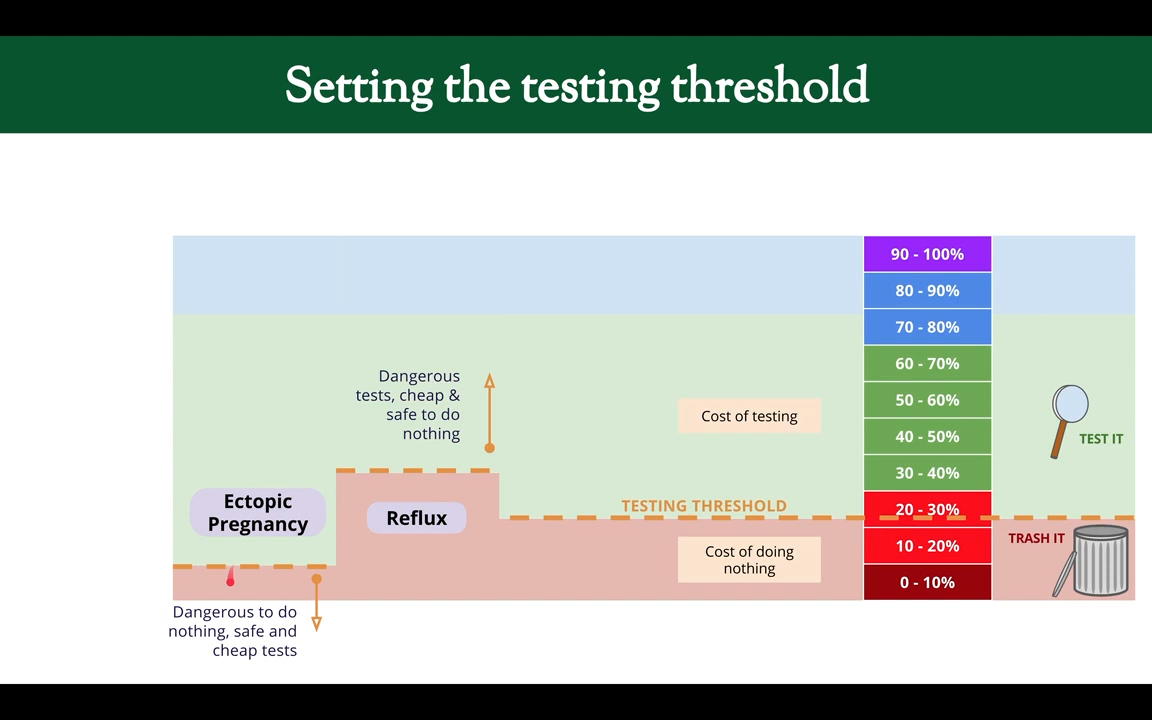 Setting the testing threshold
90 - 100%
80 - 90%
70 - 80%
60 - 70%
50 - 60%
40 - 50%
30 - 40%
20 - 30%
10 - 20%
0 - 10%
Dangerous
tests, cheap &
safe to do
nothing
Cost of testing
TEST IT
Ectopic
Pregnancy
Reflux
TESTING THRESHOLD
Cost of doing
nothing
TRASH IT
Dangerous to do
nothing, safe and
cheap tests